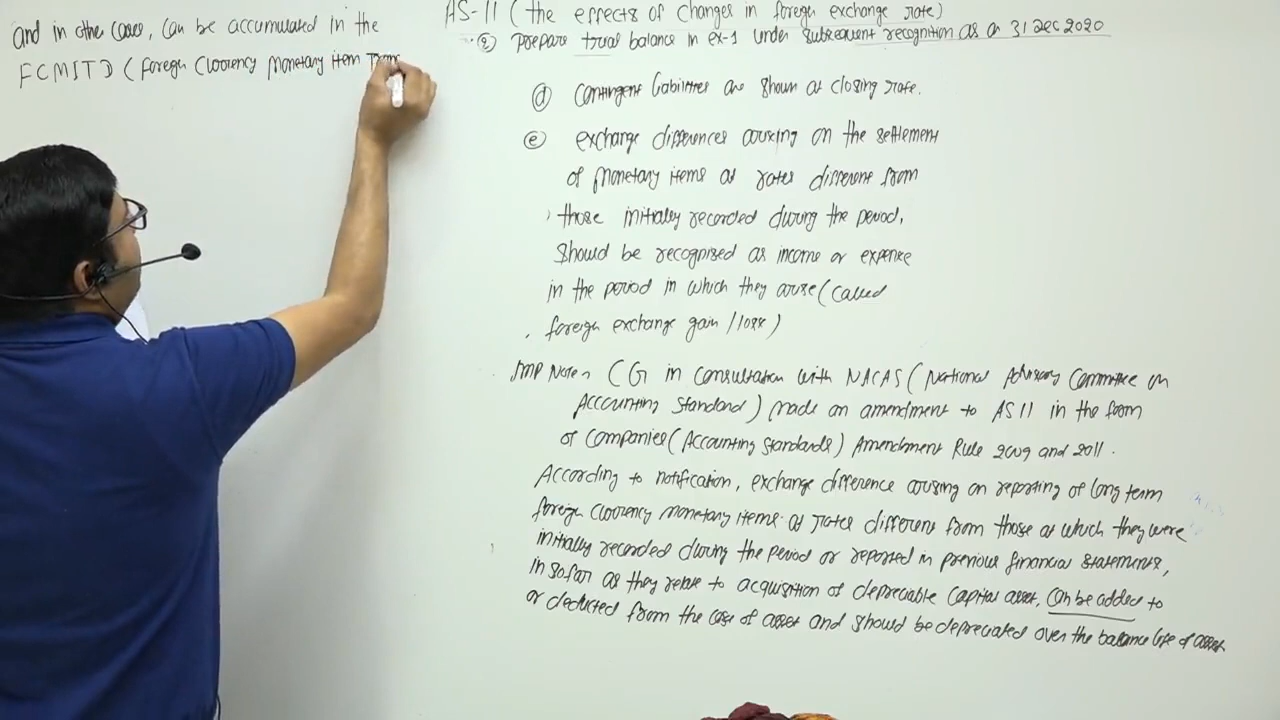 and in other cases, can be accumulated in the
FCMITD (foreign currency monetary item Trans
AS-11 (the effects of changes in foreign exchange rate)
Q) prepare trial balance in ex-1 under subsequent recognition as on 31 Dec 2020
d) contingent liabilities are shown at closing rate.
e) exchange differences arising on the settlement
of monetary items at rates different from
those initially recorded during the period,
should be recognised as income or expense
in the period in which they arise (called
foreign exchange gain/loss)
IMP Note CG in consultation with NACAS (National Advisory Committee on
Accounting Standard) made an amendment to AS 11 in the form
of companies (Accounting Standards) Amendment Rule 2009 and 2011.
According to notification, exchange difference arising on reporting of long term
foreign currency monetary items at rates different from those at which they were
initially recorded during the period or reported in previous financial statements,
in so far as they relate to acquisition of depreciable capital asset, can be added to
or deducted from the cost of asset and should be depreciated over the balance life of asset